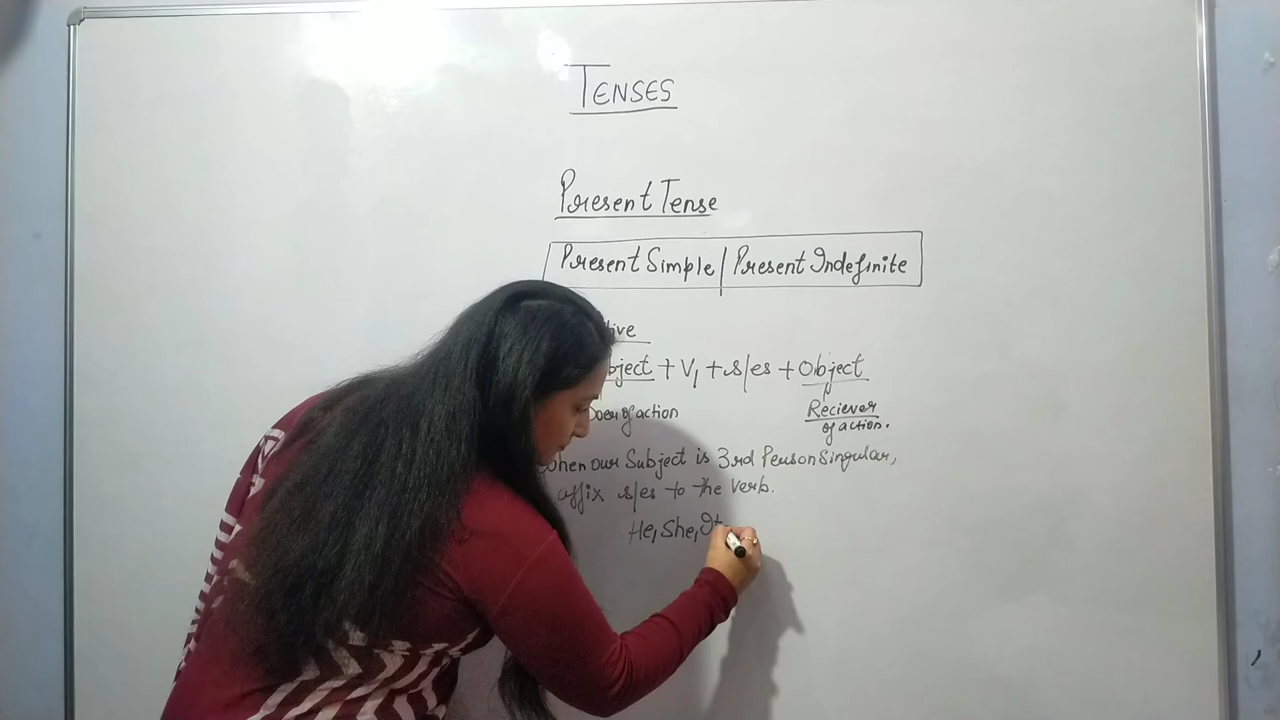 TENSES
Present Tense
Present Simple | Present Indefinite
ive
bject + V1 + s/es + Object
Doer of action
Reciever
of action.
When our Subject is 3rd Person Singular,
affix s/es to the verb.
He, She, It